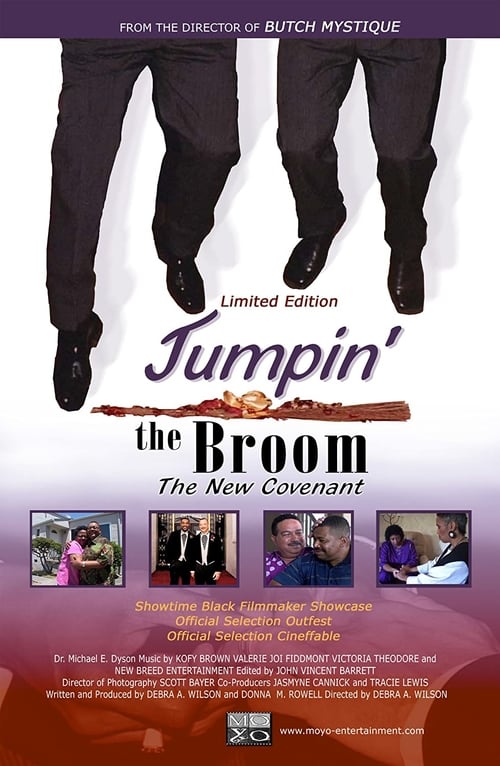 FROM THE DIRECTOR OF BUTCH MYSTIQUE
Limited Edition
Jumpin'
the Broom
The New Covenant
Showtime Black Filmmaker Showcase
Official Selection Outfest
Official Selection Cineffable
Dr. Michael E. Dyson Music by KOFY BROWN VALERIE JOI FIDDMONT VICTORIA THEODORE and
NEW BREED ENTERTAINMENT Edited by JOHN VINCENT BARRETT
Director of Photography SCOTT BAYER Co-Producers JASMYNE CANNICK and TRACIE LEWIS
Written and Produced by DEBRA A. WILSON and DONNA M. ROWELL Directed by DEBRA A. WILSON
MOYO
www.moyo-entertainment.com